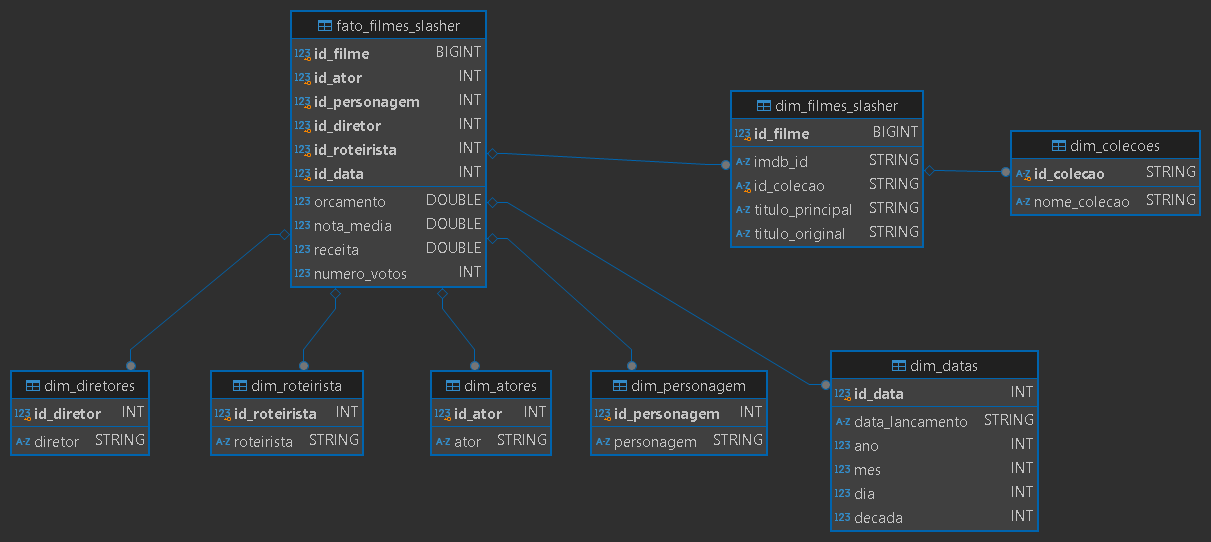 fato_filmes_slasher
123 id_filme BIGINT
123 id_ator INT
123 id_personagem INT
123 id_diretor INT
123 id_roteirista INT
123 id_data INT
123 orcamento DOUBLE
123 nota_media DOUBLE
123 receita DOUBLE
123 numero_votos INT
dim_filmes_slasher
123 id_filme BIGINT
A-Z imdb_id STRING
A-Z id_colecao STRING
A-Z titulo_principal STRING
A-Z titulo_original STRING
dim_colecoes
A-Z id_colecao STRING
A-Z nome_colecao STRING
dim_diretores
123 id_diretor INT
A-Z diretor STRING
dim_roteirista
123 id_roteirista INT
A-Z roteirista STRING
dim_atores
123 id_ator INT
A-Z ator STRING
dim_personagem
123 id_personagem INT
A-Z personagem STRING
dim_datas
123 id_data INT
A-Z data_lancamento STRING
123 ano INT
123 mes INT
123 dia INT
123 decada INT